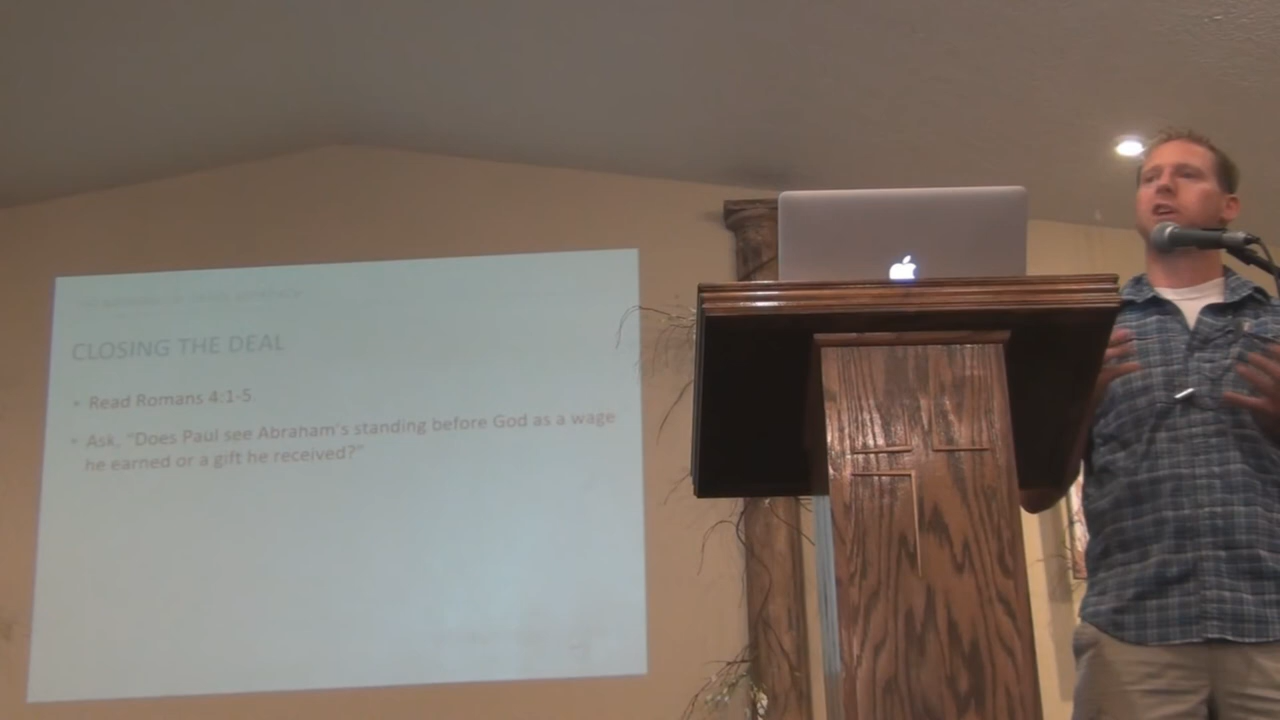 CLOSING THE DEAL
• Read Romans 4:1-5.
• Ask, "Does Paul see Abraham's standing before God as a wage
he earned or a gift he received?"